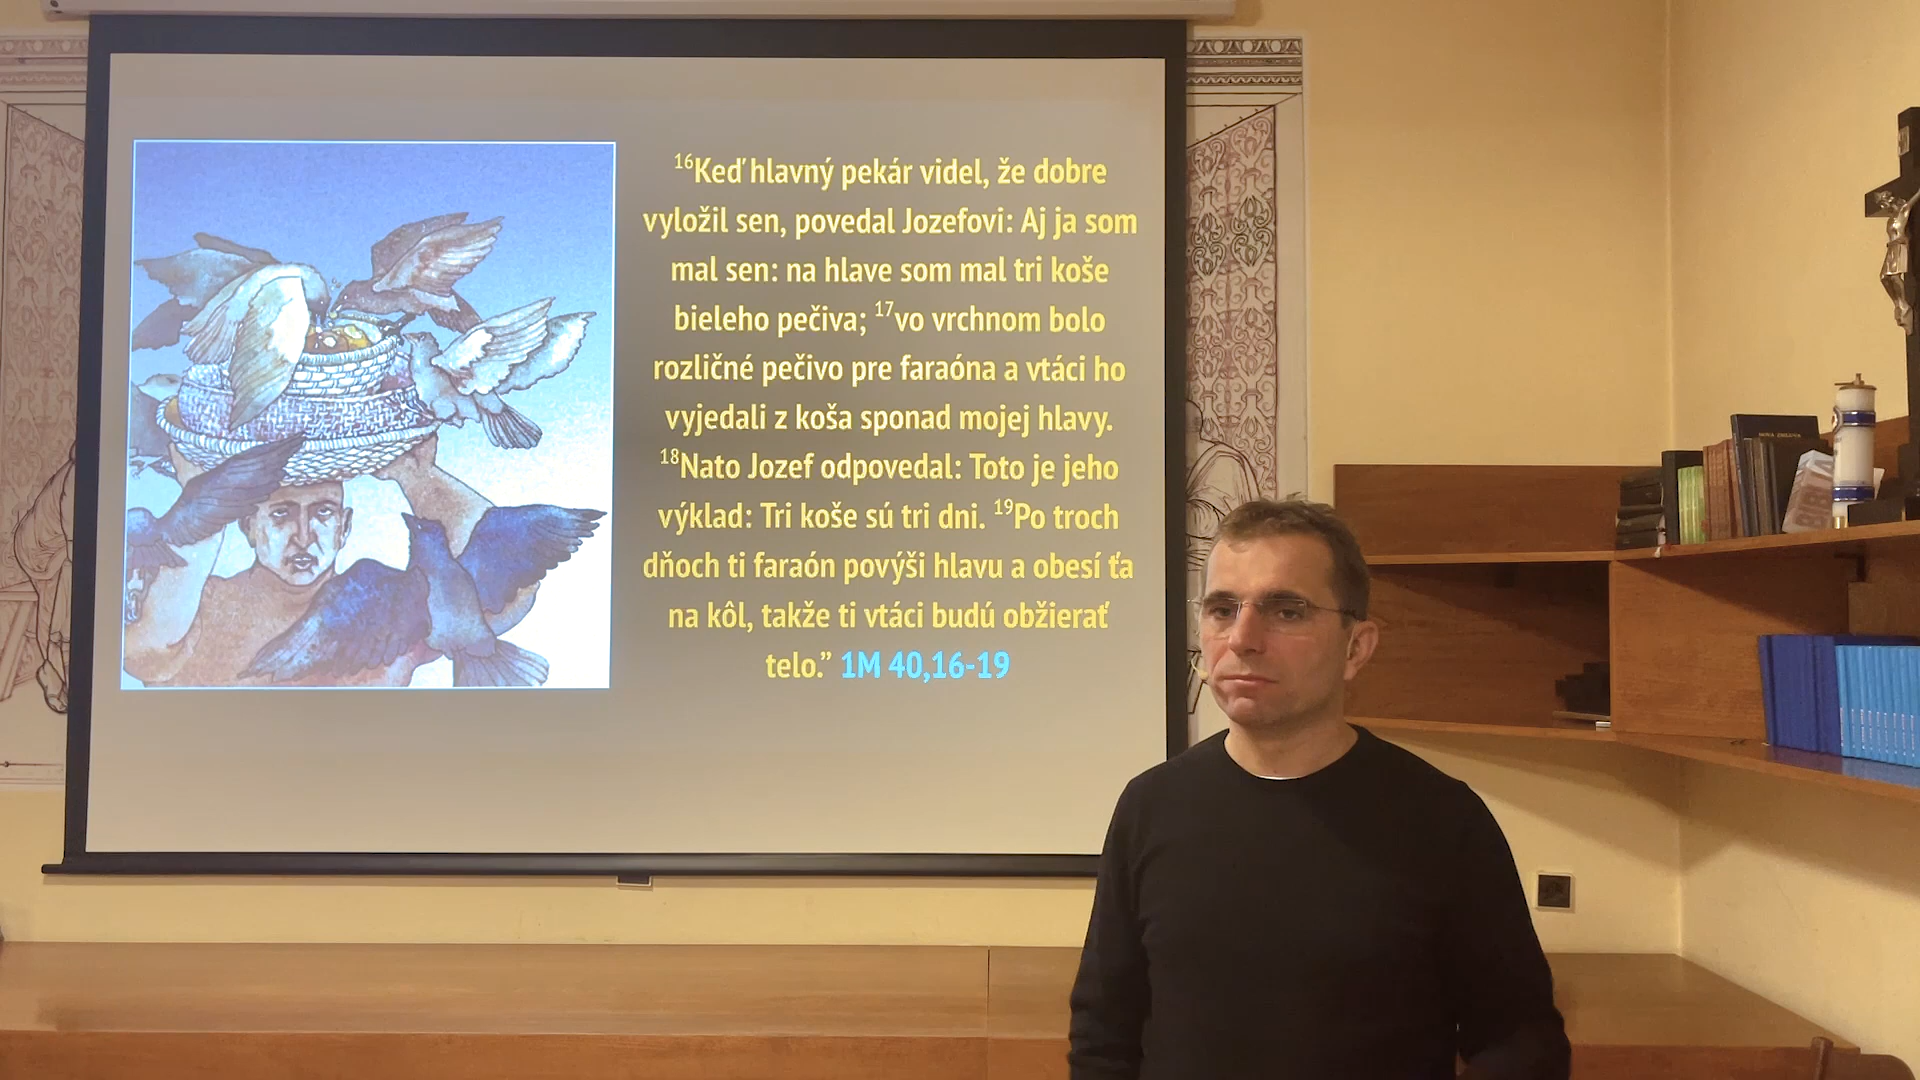 ¹⁶Keď hlavný pekár videl, že dobre
vyložil sen, povedal Jozefovi: Aj ja som
mal sen: na hlave som mal tri koše
bieleho pečiva; ¹⁷vo vrchnom bolo
rozličné pečivo pre faraóna a vtáci ho
vyjedali z koša sponad mojej hlavy.
¹⁸Nato Jozef odpovedal: Toto je jeho
výklad: Tri koše sú tri dni. ¹⁹Po troch
dňoch ti faraón povýši hlavu a obesí ťa
na kôl, takže ti vtáci budú obžierať
telo.” 1M 40,16-19
BIBLIA